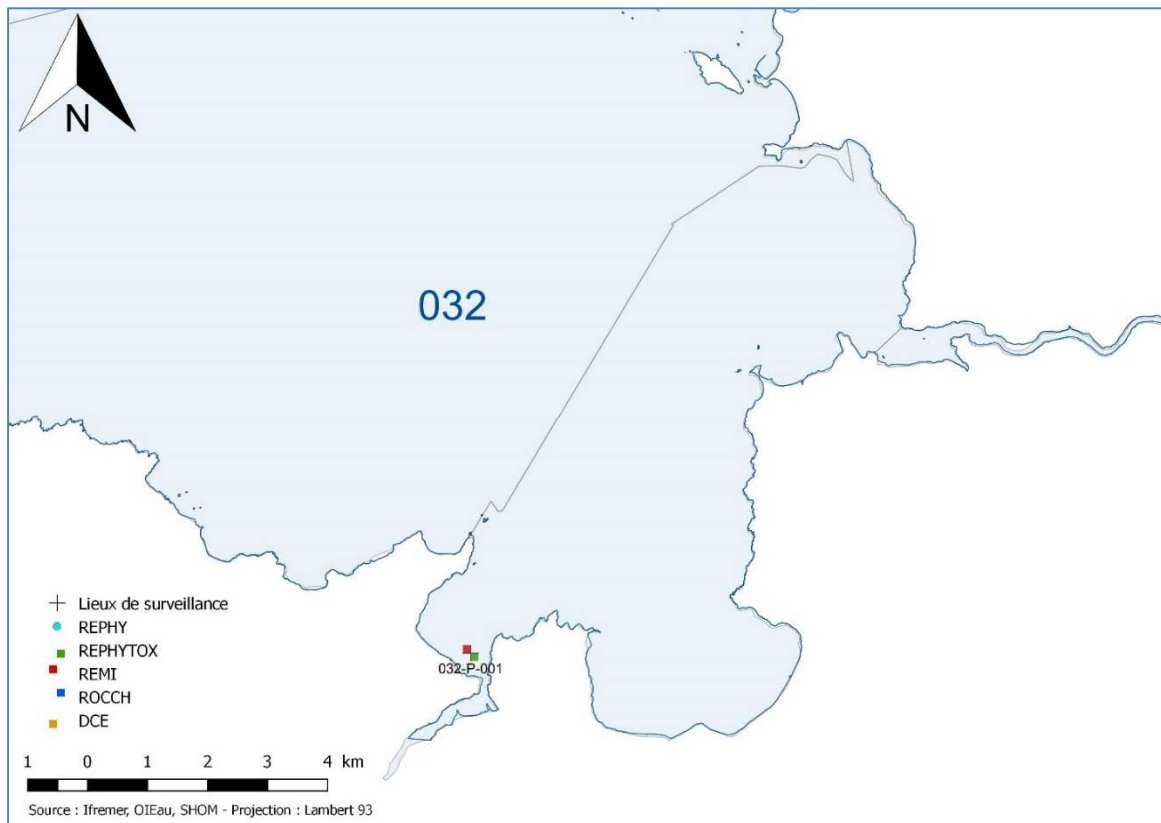 N
032
032-P-001
Lieux de surveillance
REPHY
REPHYTOX
REMI
ROCCH
DCE
1 0 1 2 3 4 km
Source : Ifremer, OIEau, SHOM - Projection : Lambert 93